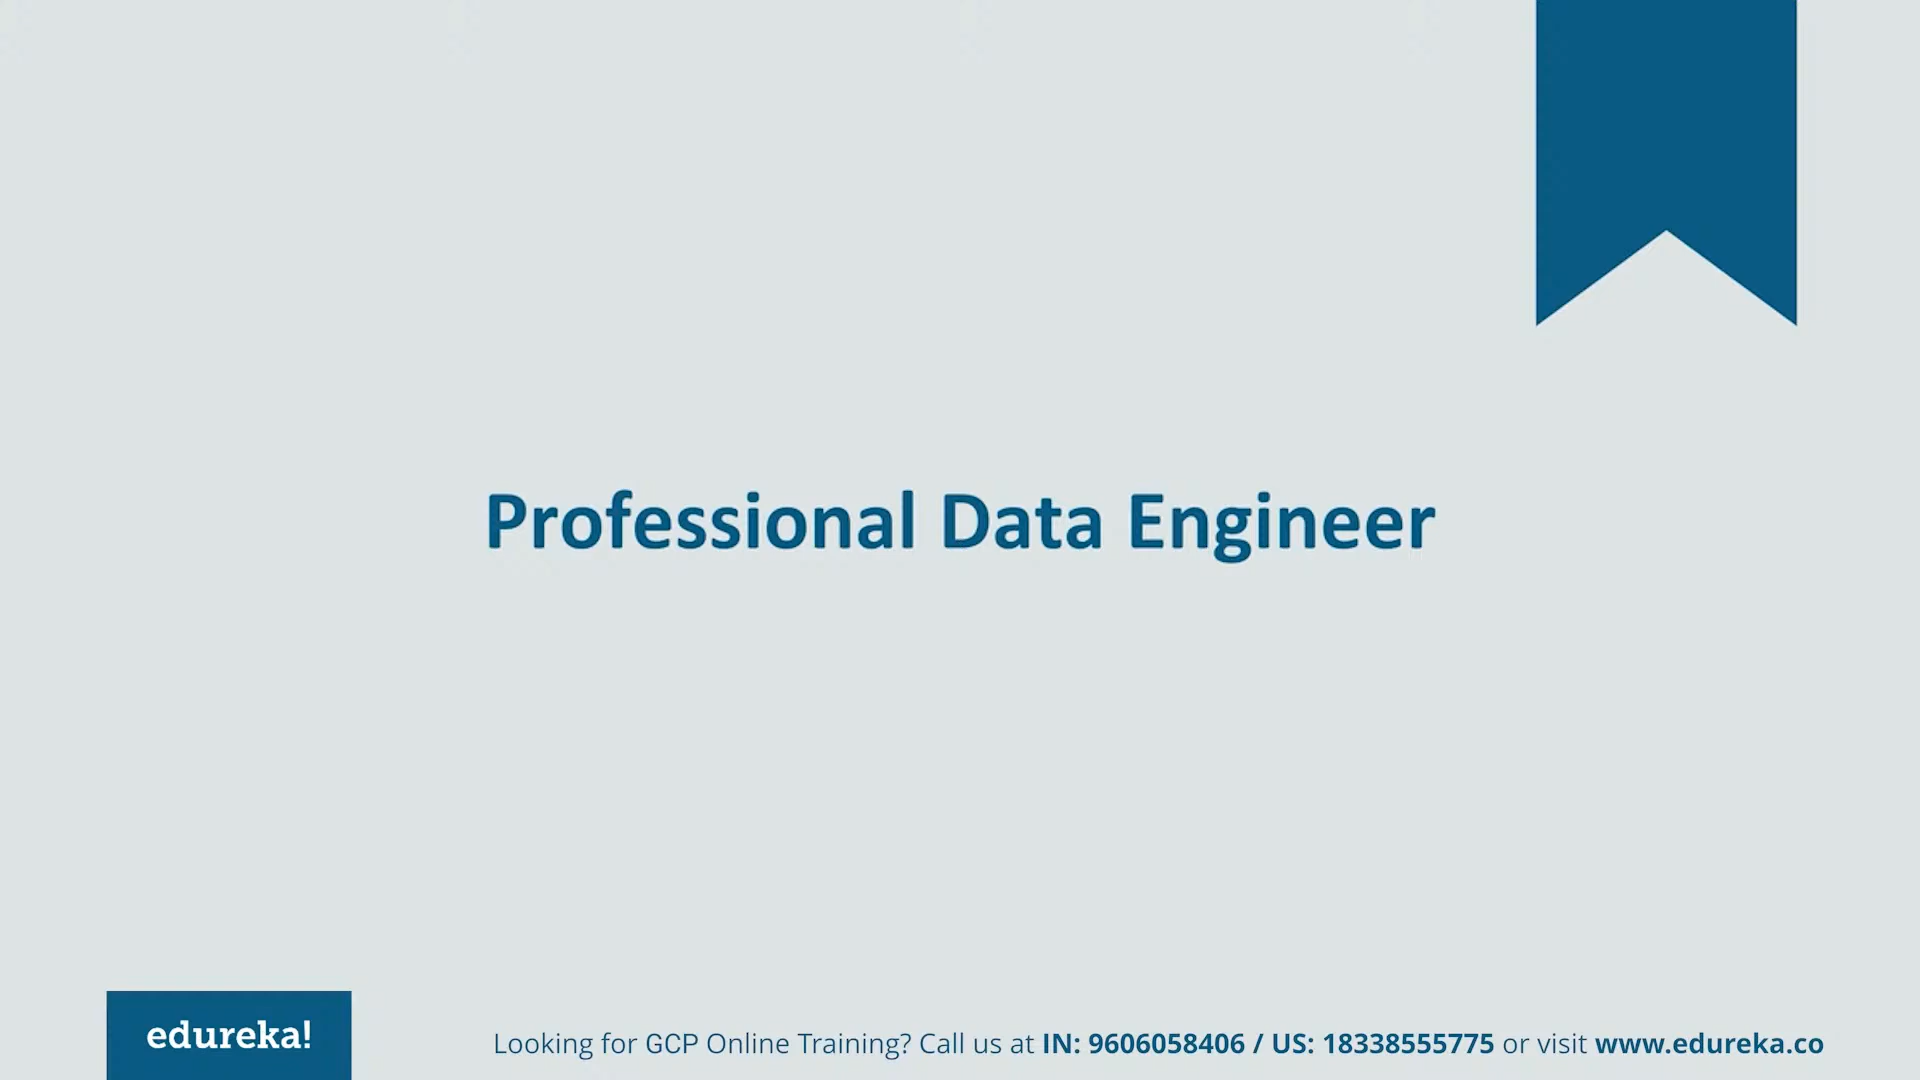 Professional Data Engineer
edureka!
Looking for GCP Online Training? Call us at IN: 9606058406 / US: 18338555775 or visit www.edureka.co